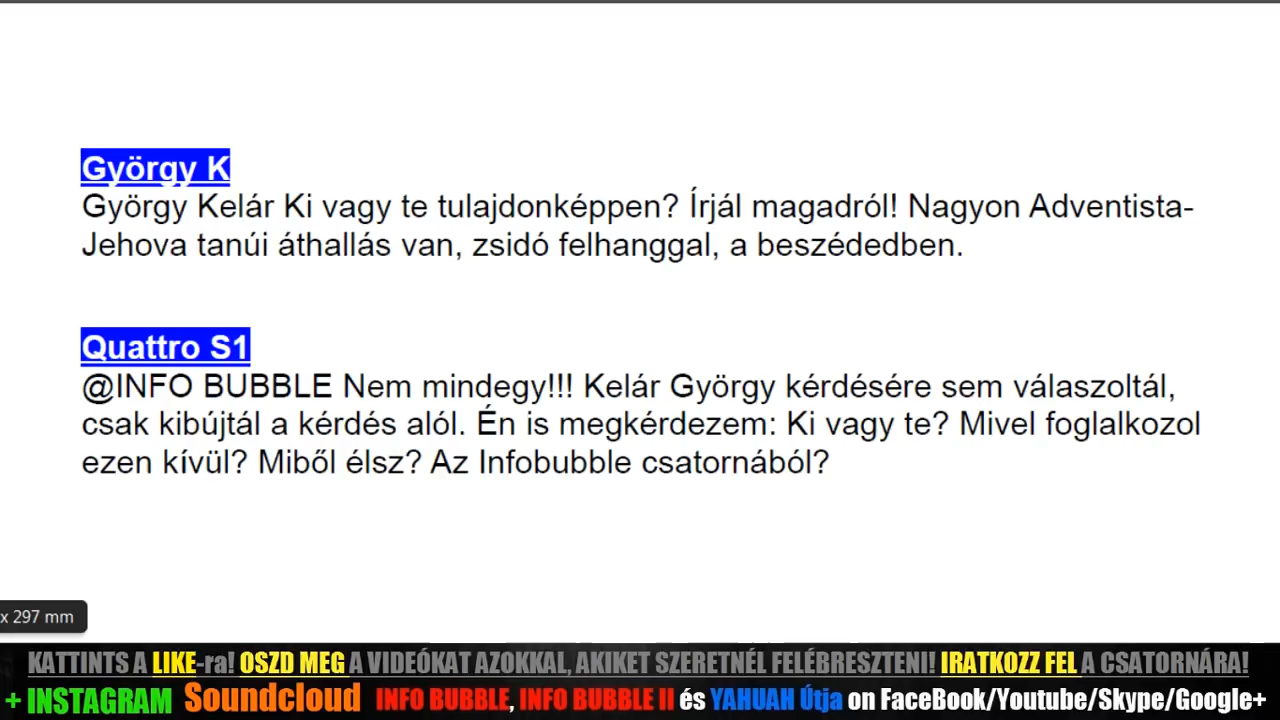 György K
György Kelár Ki vagy te tulajdonképpen? Írjál magadról! Nagyon Adventista-
Jehova tanúi áthallás van, zsidó felhanggal, a beszédedben.
Quattro S1
@INFO BUBBLE Nem mindegy!!! Kelár György kérdésére sem válaszoltál,
csak kibújtál a kérdés alól. Én is megkérdezem: Ki vagy te? Mivel foglalkozol
ezen kívül? Miből élsz? Az Infobubble csatornából?
x 297 mm
KATTINTS A LIKE-ra! OSZD MEG A VIDEÓKAT AZOKKAL, AKIKET SZERETNÉL FELÉBRESZTENI! IRATKOZZ FEL A CSATORNÁRA!
+ INSTAGRAM Soundcloud INFO BUBBLE, INFO BUBBLE II és YAHUAH Útja on FaceBook/Youtube/Skype/Google+